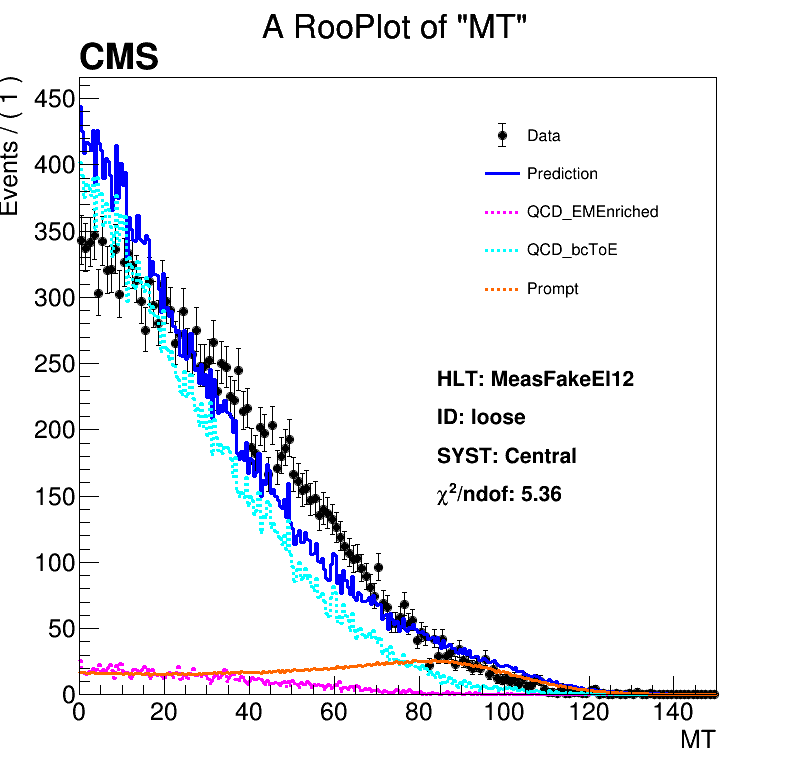 A RooPlot of "MT"
CMS
Events / ( 1 )
450
400
350
300
250
200
150
100
50
0
Data
Prediction
QCD_EMEnriched
QCD_bcToE
Prompt
HLT: MeasFakeEl12
ID: loose
SYST: Central
χ²/ndof: 5.36
0 20 40 60 80 100 120 140
MT